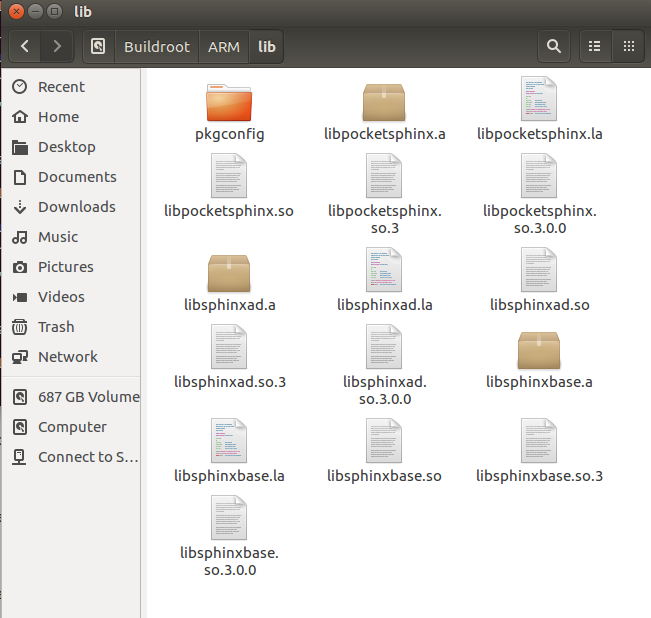 lib
Buildroot ARM lib
Recent
Home
Desktop
Documents
Downloads
Music
Pictures
Videos
Trash
Network
687 GB Volume
Computer
Connect to S...
pkgconfig
libpocketsphinx.a
libpocketsphinx.la
libpocketsphinx.so
libpocketsphinx.
so.3
libpocketsphinx.
so.3.0.0
libsphinxad.a
libsphinxad.la
libsphinxad.so
libsphinxad.so.3
libsphinxad.
so.3.0.0
libsphinxbase.a
libsphinxbase.la
libsphinxbase.so
libsphinxbase.so.3
libsphinxbase.
so.3.0.0